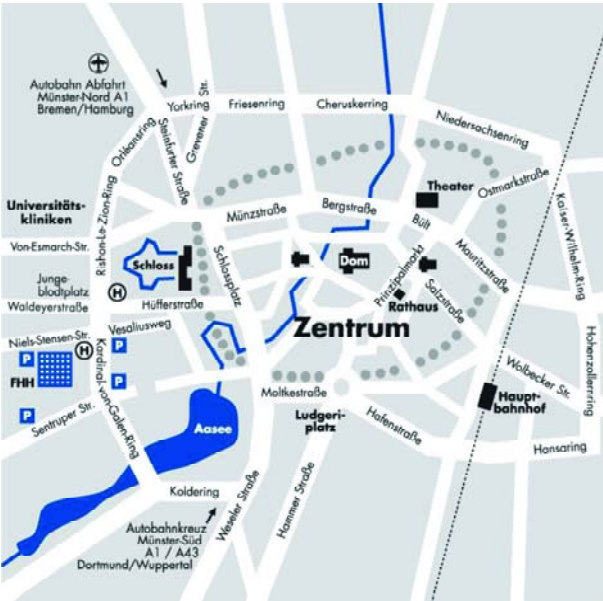 Autobahn Abfahrt
Münster-Nord A1
Bremen/Hamburg
Yorkring
Friesenring
Cheruskerring
Niedersachsenring
Orléansring
Steinfurter Straße
Grevener Str.
Theater
Ostmarkstraße
Kaiser-Wilhelm-Ring
Universitäts-
kliniken
Rishon-Le-Zion-Ring
Münzstraße
Bergstraße
Bült
Mauritzstraße
Von-Esmarch-Str.
Schloss
Schlossplatz
Dom
Prinzipalmarkt
Junge-
blodtplatz
H
Waldeyerstraße
Hüfferstraße
Rathaus
Salzstraße
Vesaliusweg
Niels-Stensen-Str.
Zentrum
Hohenzollernring
H
P
P
FHH
P
P
Kardinal-von-Galen-Ring
Wolbecker Str.
Sentruper Str.
Moltkestraße
Haupt-
bahnhof
Aasee
Ludgeri-
platz
Hafenstraße
Hansaring
Koldering
Weseler Straße
Hammer Straße
Autobahnkreuz
Münster-Süd
A1 / A43
Dortmund/Wuppertal